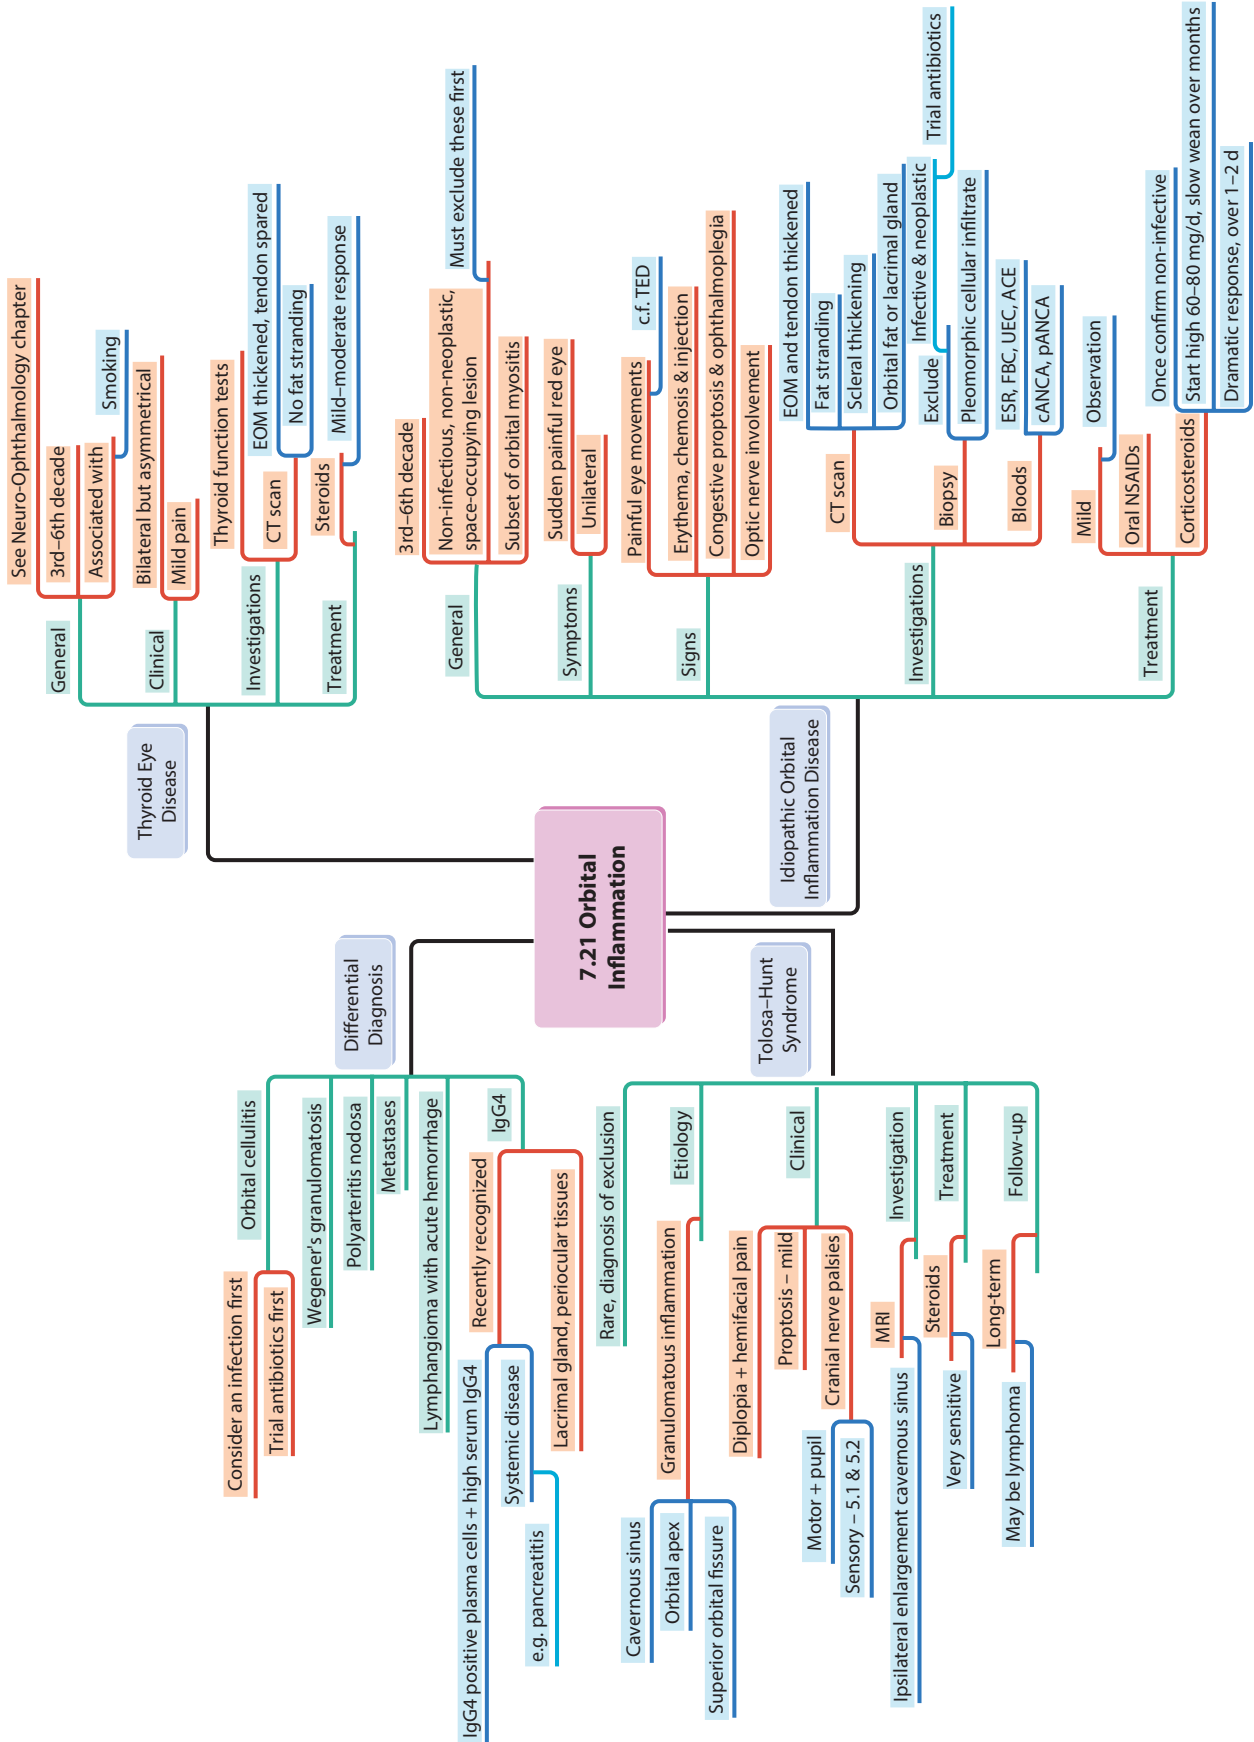 7.21 Orbital
Inflammation
Thyroid Eye
Disease
General
See Neuro-Ophthalmology chapter
3rd–6th decade
Associated with
Smoking
Clinical
Bilateral but asymmetrical
Mild pain
Investigations
Thyroid function tests
CT scan
EOM thickened, tendon spared
No fat stranding
Treatment
Steroids
Mild–moderate response
Idiopathic Orbital
Inflammation Disease
General
3rd–6th decade
Non-infectious, non-neoplastic,
space-occupying lesion
Must exclude these first
Subset of orbital myositis
Symptoms
Sudden painful red eye
Unilateral
Signs
Painful eye movements
c.f. TED
Erythema, chemosis & injection
Congestive proptosis & ophthalmoplegia
Optic nerve involvement
Investigations
CT scan
EOM and tendon thickened
Fat stranding
Scleral thickening
Orbital fat or lacrimal gland
Biopsy
Exclude
Infective & neoplastic
Trial antibiotics
Pleomorphic cellular infiltrate
Bloods
ESR, FBC, UEC, ACE
cANCA, pANCA
Treatment
Mild
Observation
Oral NSAIDs
Corticosteroids
Once confirm non-infective
Start high 60–80 mg/d, slow wean over months
Dramatic response, over 1–2 d
Differential
Diagnosis
Orbital cellulitis
Consider an infection first
Trial antibiotics first
Wegener's granulomatosis
Polyarteritis nodosa
Metastases
Lymphangioma with acute hemorrhage
IgG4
Recently recognized
IgG4 positive plasma cells + high serum IgG4
Systemic disease
e.g. pancreatitis
Lacrimal gland, periocular tissues
Tolosa–Hunt
Syndrome
Rare, diagnosis of exclusion
Etiology
Granulomatous inflammation
Cavernous sinus
Orbital apex
Superior orbital fissure
Clinical
Diplopia + hemifacial pain
Proptosis – mild
Cranial nerve palsies
Motor + pupil
Sensory – 5.1 & 5.2
Investigation
MRI
Ipsilateral enlargement cavernous sinus
Treatment
Steroids
Very sensitive
Follow-up
Long-term
May be lymphoma